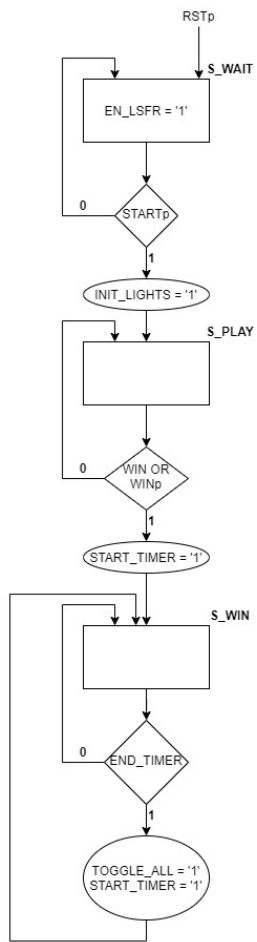 RSTp
S_WAIT
EN_LSFR = '1'
0
STARTp
1
INIT_LIGHTS = '1'
S_PLAY
0
WIN OR
WINp
1
START_TIMER = '1'
S_WIN
0
END_TIMER
1
TOGGLE_ALL = '1'
START_TIMER = '1'